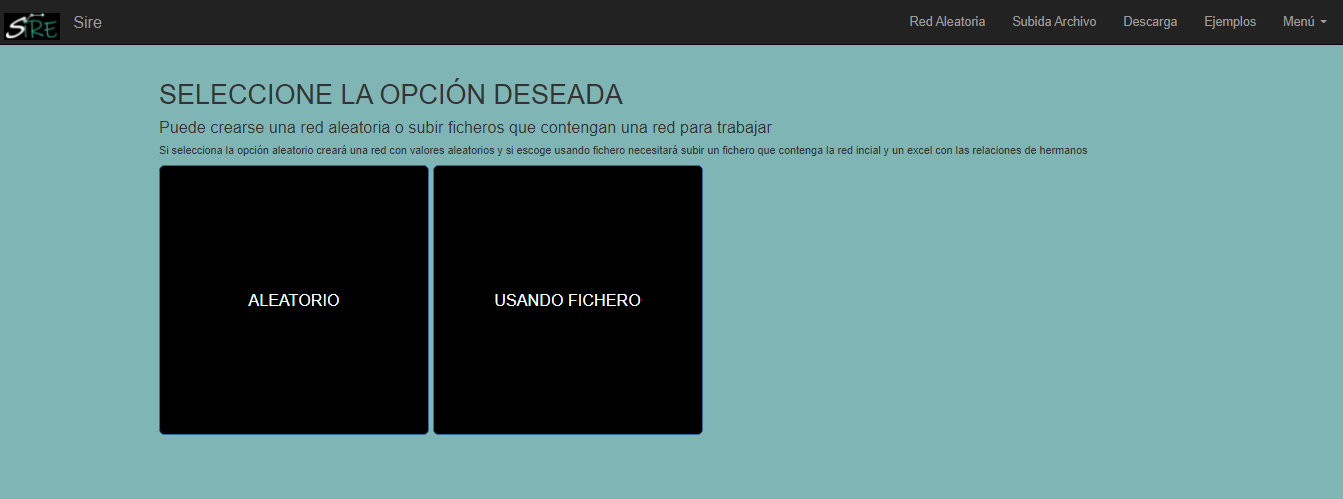 SIRE
Sire
Red Aleatoria
Subida Archivo
Descarga
Ejemplos
Menú
SELECCIONE LA OPCIÓN DESEADA
Puede crearse una red aleatoria o subir ficheros que contengan una red para trabajar
Si selecciona la opción aleatorio creará una red con valores aleatorios y si escoge usando fichero necesitará subir un fichero que contenga la red incial y un excel con las relaciones de hermanos
ALEATORIO
USANDO FICHERO